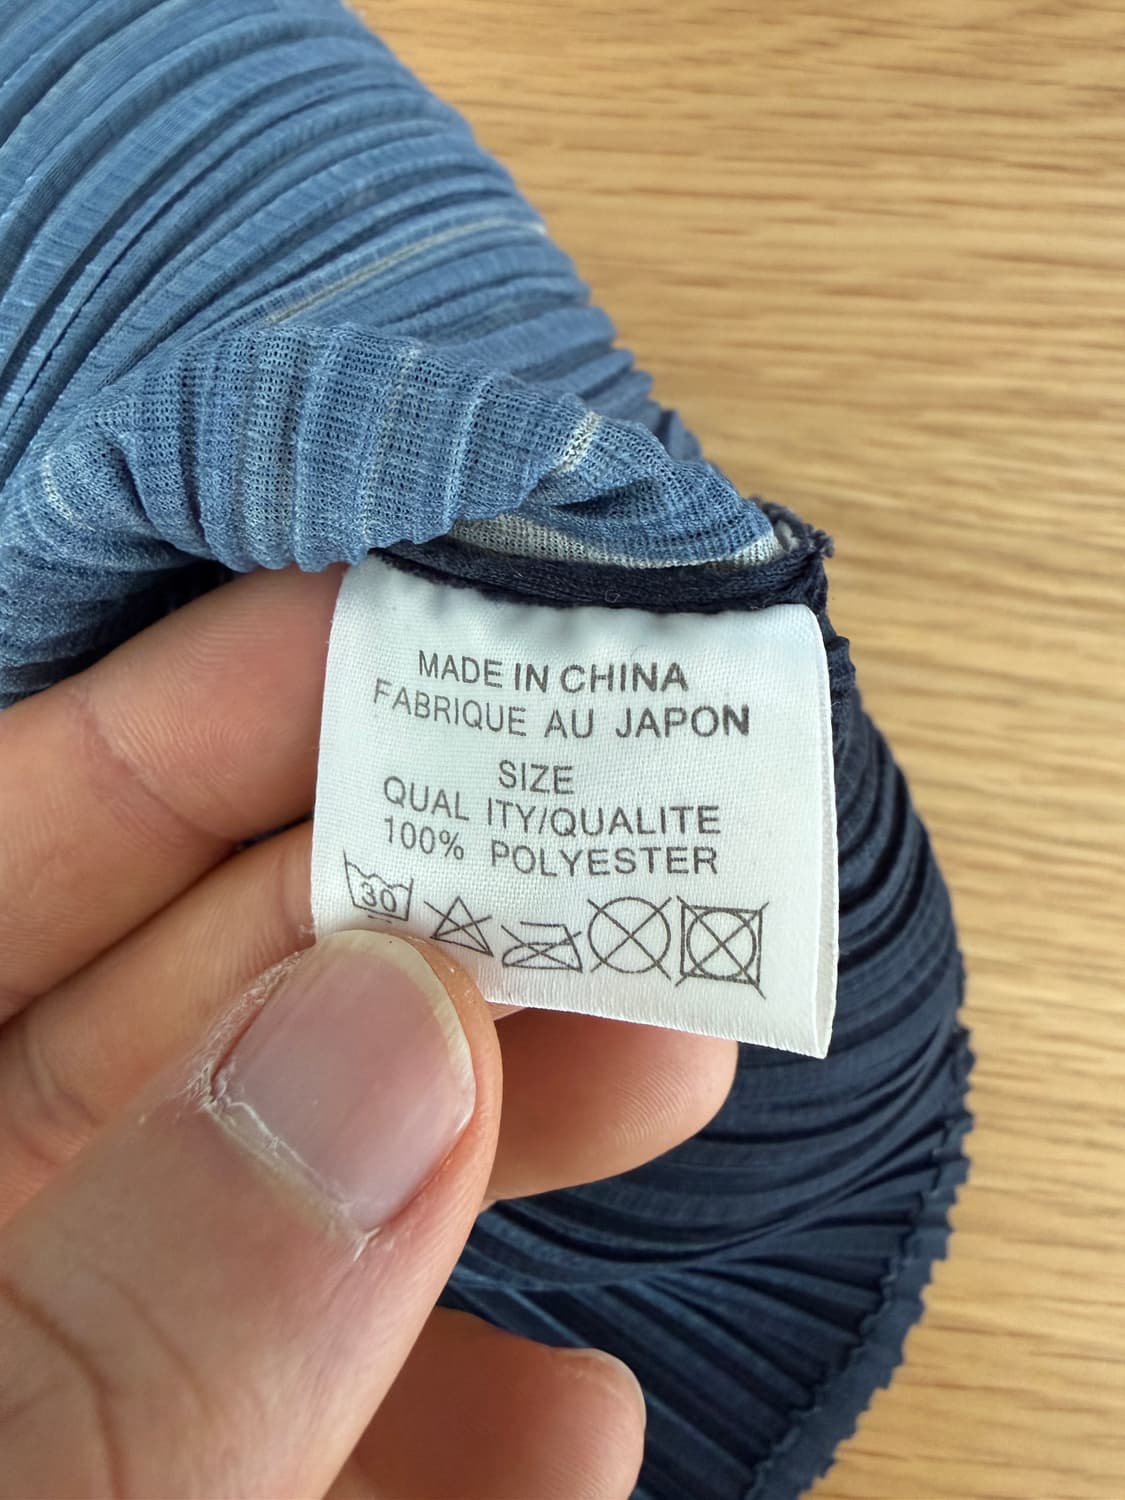 MADE IN CHINA
FABRIQUE AU JAPON
SIZE
QUAL ITY/QUALITE
100% POLYESTER
30